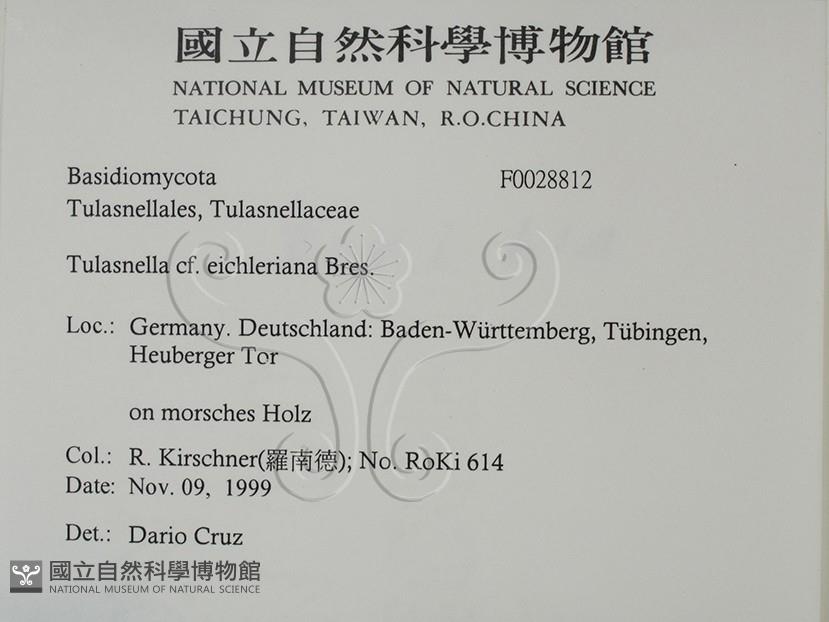 國立自然科學博物館
NATIONAL MUSEUM OF NATURAL SCIENCE
TAICHUNG, TAIWAN, R.O.CHINA
Basidiomycota F0028812
Tulasnellales, Tulasnellaceae
Tulasnella cf. eichleriana Bres.
Loc.: Germany. Deutschland: Baden-Württemberg, Tübingen,
Heuberger Tor
on morsches Holz
Col.: R. Kirschner(羅南德); No. RoKi 614
Date: Nov. 09, 1999
Det.: Dario Cruz
國立自然科學博物館
NATIONAL MUSEUM OF NATURAL SCIENCE